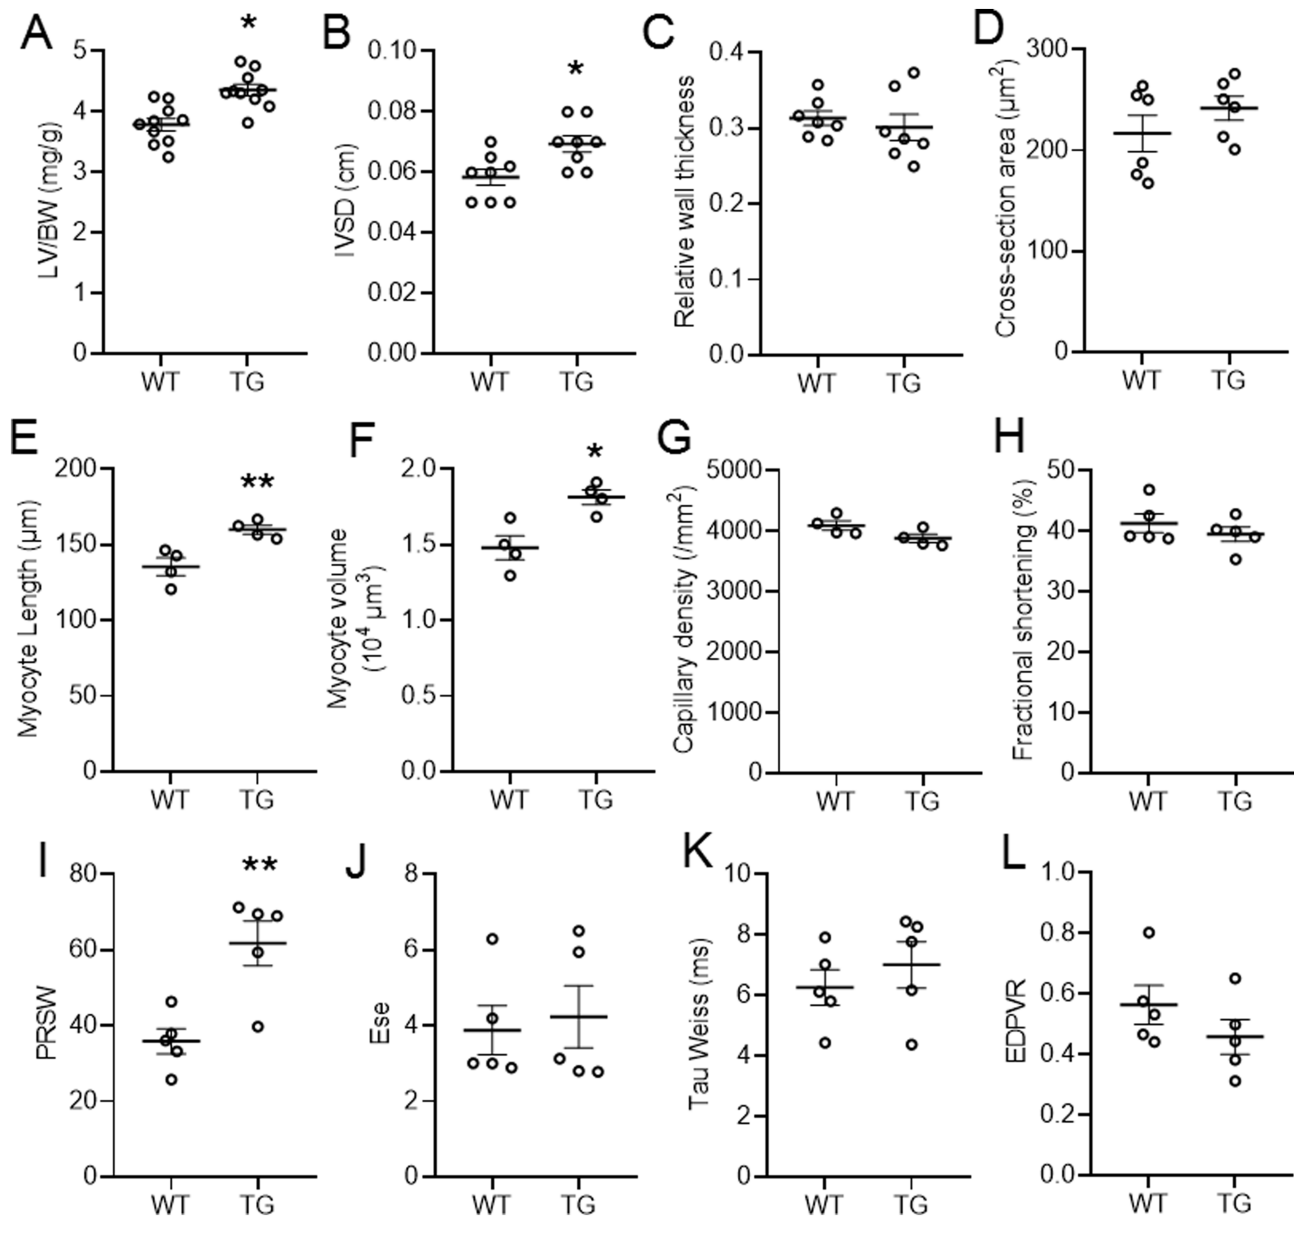 A
LV/BW (mg/g)
*
5
4
3
2
1
0
WT TG
B
IVSD (cm)
*
0.10
0.08
0.06
0.04
0.02
0.00
WT TG
C
Relative wall thickness
0.4
0.3
0.2
0.1
0.0
WT TG
D
Cross-section area (µm²)
300
200
100
0
WT TG
E
Myocyte Length (µm)
**
200
150
100
50
0
WT TG
F
Myocyte volume
(10⁴ µm³)
*
2.0
1.5
1.0
0.5
0.0
WT TG
G
Capillary density (/mm²)
5000
4000
3000
2000
1000
0
WT TG
H
Fractional shortening (%)
50
40
30
20
10
0
WT TG
I
PRSW
**
80
60
40
20
0
WT TG
J
Ese
8
6
4
2
0
WT TG
K
Tau Weiss (ms)
10
8
6
4
2
0
WT TG
L
EDPVR
1.0
0.8
0.6
0.4
0.2
0.0
WT TG